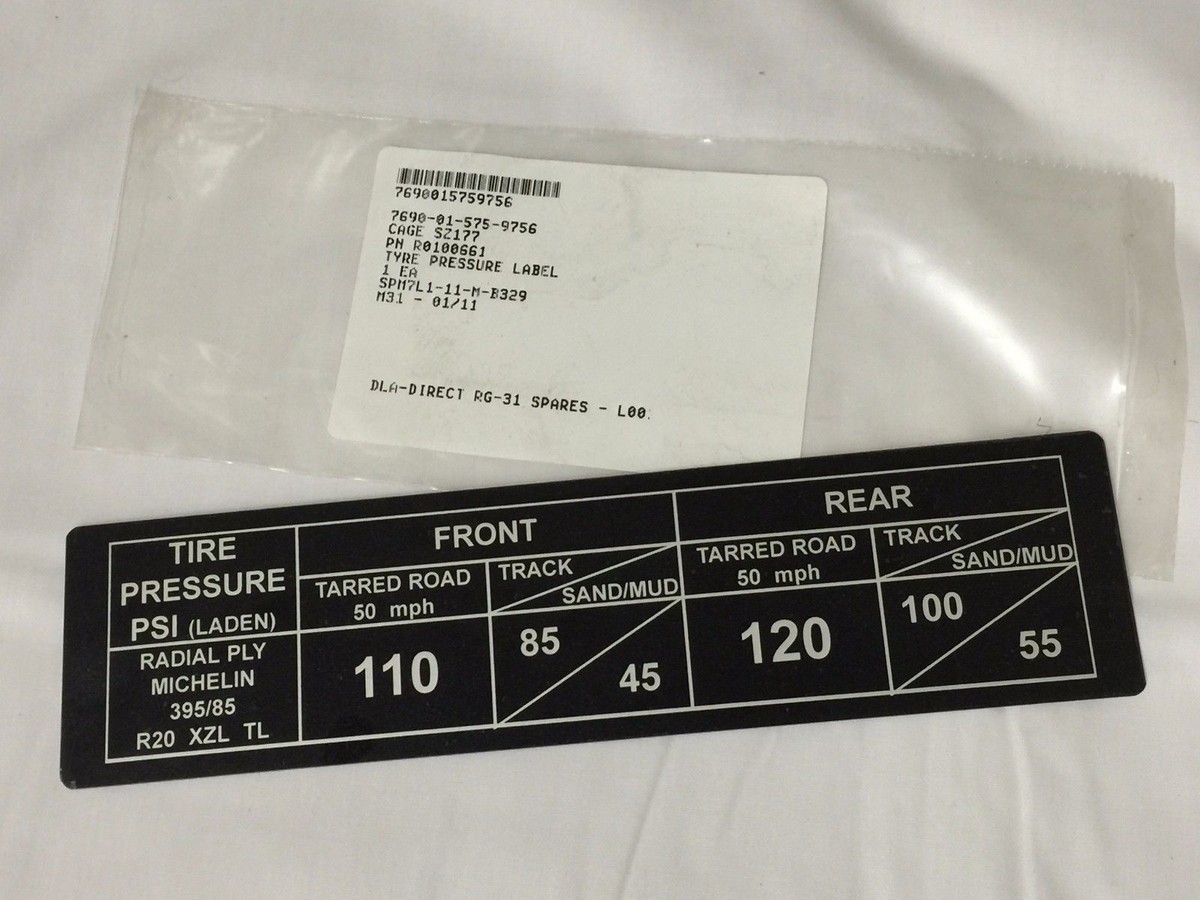 7690015759756
7690-01-575-9756
CAGE SZ177
PN R0100661
TYRE PRESSURE LABEL
1 EA
SPM7L1-11-M-B329
M31 - 01/11
DLA-DIRECT RG-31 SPARES - L00
TIRE
PRESSURE
PSI (LADEN)
RADIAL PLY
MICHELIN
395/85
R20 XZL TL
FRONT
TARRED ROAD
50 mph
TRACK
SAND/MUD
110
85
45
REAR
TARRED ROAD
50 mph
TRACK
SAND/MUD
120
100
55